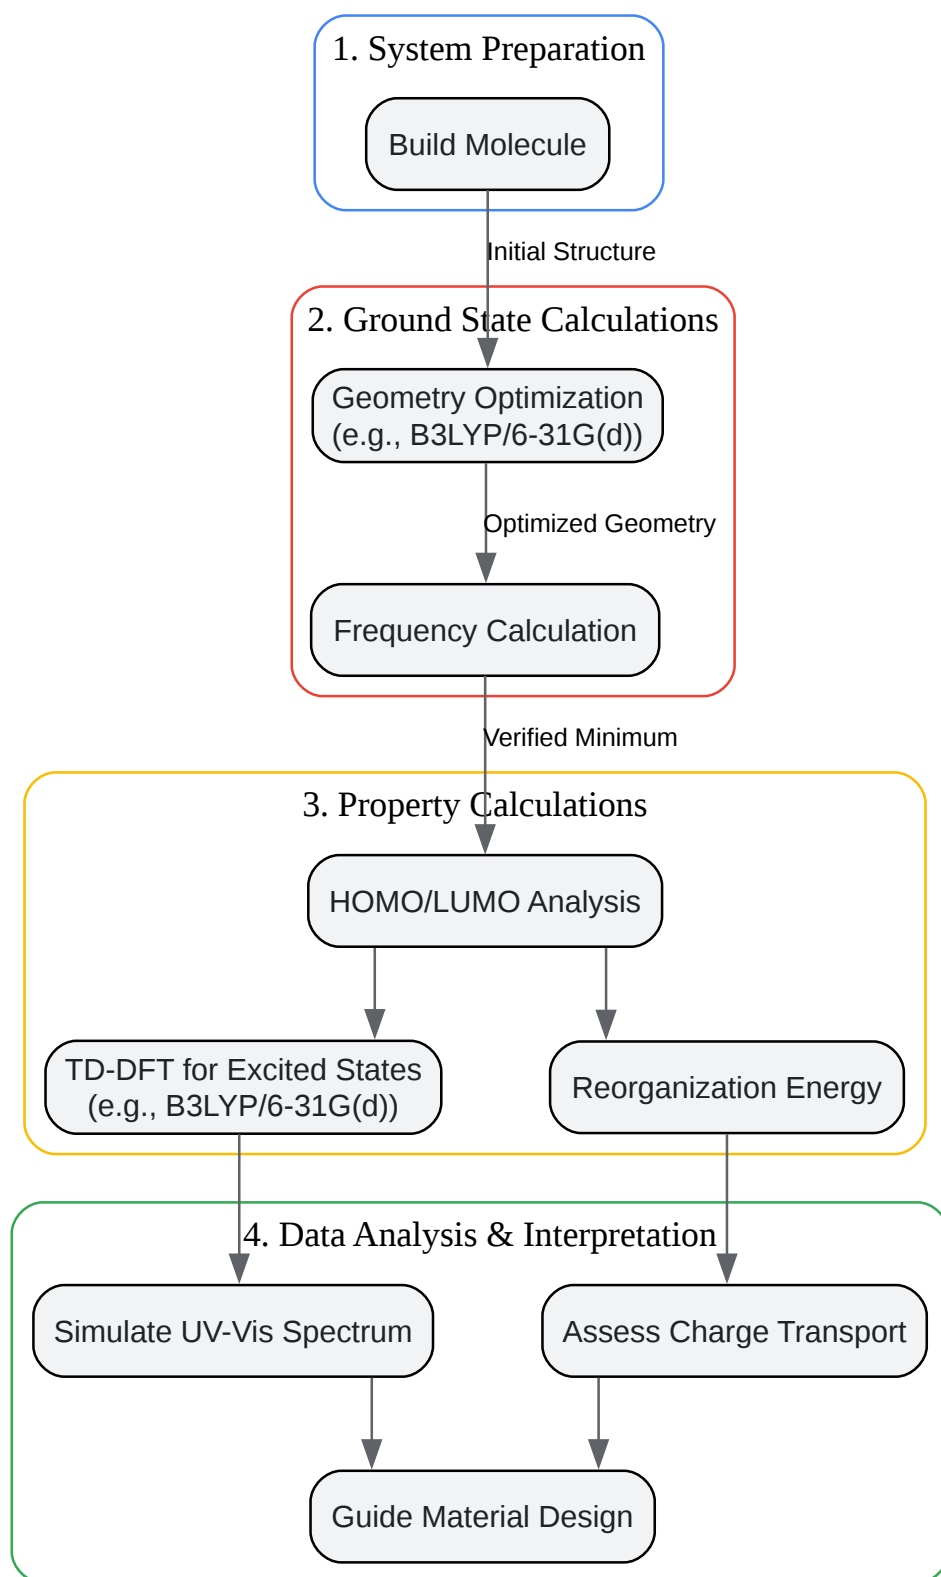 1. System Preparation
Build Molecule
Initial Structure
2. Ground State Calculations
Geometry Optimization
(e.g., B3LYP/6-31G(d))
Optimized Geometry
Frequency Calculation
Verified Minimum
3. Property Calculations
HOMO/LUMO Analysis
TD-DFT for Excited States
(e.g., B3LYP/6-31G(d))
Reorganization Energy
4. Data Analysis & Interpretation
Simulate UV-Vis Spectrum
Assess Charge Transport
Guide Material Design